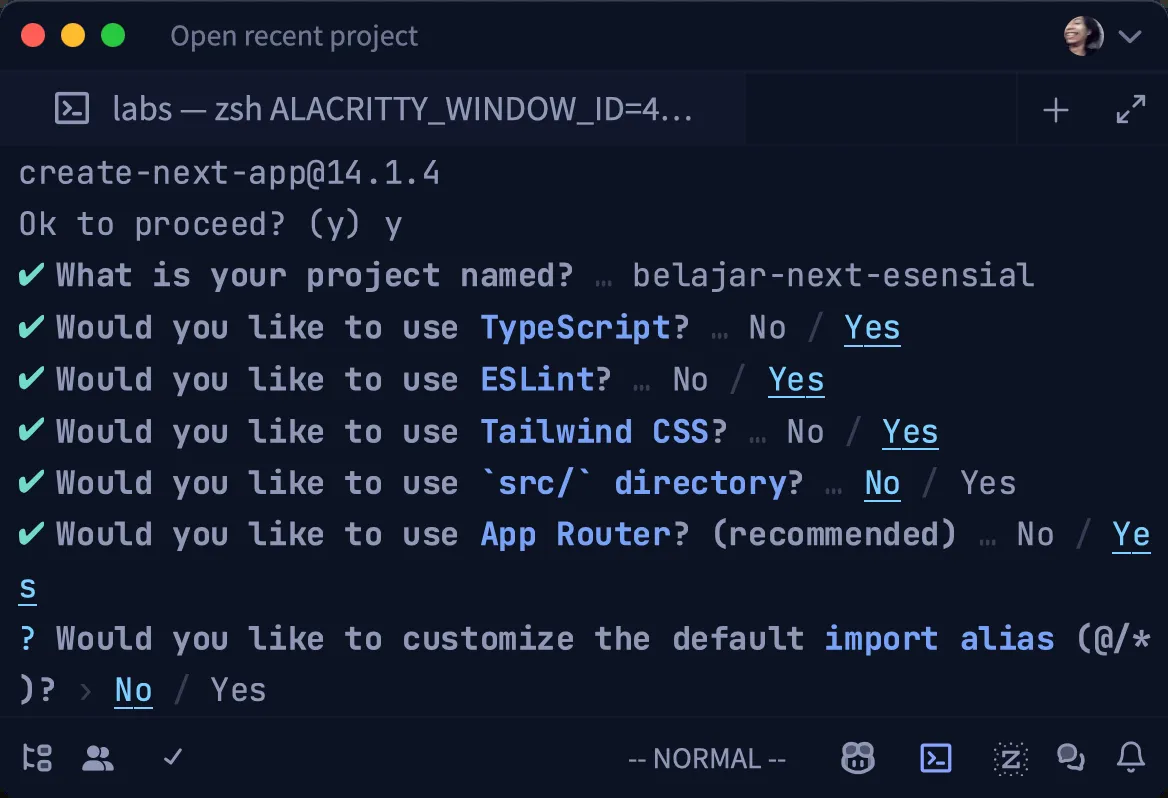 Open recent project
labs — zsh ALACRITTY_WINDOW_ID=4…
create-next-app@14.1.4
Ok to proceed? (y) y
✔ What is your project named? … belajar-next-esensial
✔ Would you like to use TypeScript? … No / Yes
✔ Would you like to use ESLint? … No / Yes
✔ Would you like to use Tailwind CSS? … No / Yes
✔ Would you like to use `src/` directory? … No / Yes
✔ Would you like to use App Router? (recommended) … No / Ye
s
? Would you like to customize the default import alias (@/*
)? › No / Yes
-- NORMAL --